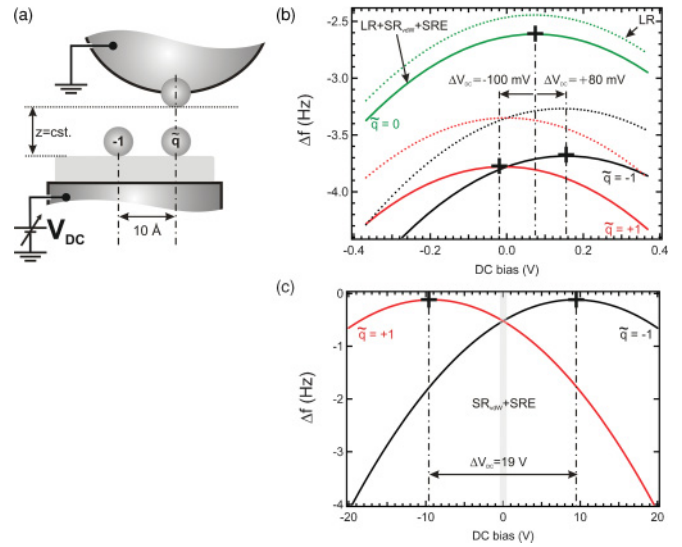 (a)
z=cst.
-1
q̃
10 Å
V_DC
(b)
LR+SR_vdW+SRE
LR
ΔV_DC=-100 mV
ΔV_DC=+80 mV
q̃ = 0
q̃ = -1
q̃ = +1
-2.5
-3.0
-3.5
-4.0
Δf (Hz)
-0.4
-0.2
0.0
0.2
0.4
DC bias (V)
(c)
0
-1
-2
-3
-4
Δf (Hz)
q̃ = +1
q̃ = -1
SR_vdW+SRE
ΔV_DC=19 V
-20
-10
0
10
20
DC bias (V)